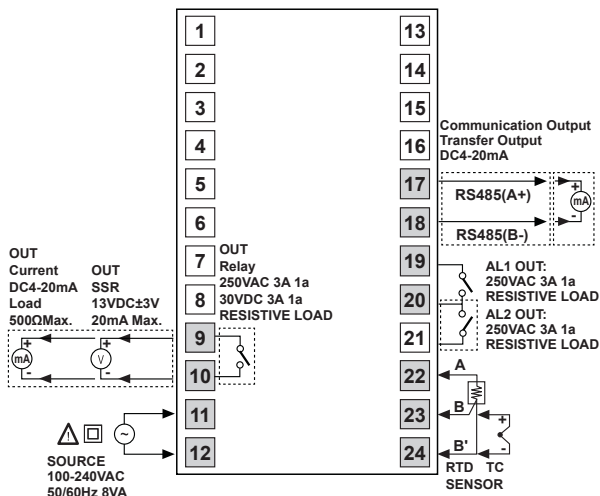 1
2
3
4
5
6
7
8
9
10
11
12
13
14
15
16
17
18
19
20
21
22
23
24
Communication Output
Transfer Output
DC4-20mA
RS485(A+)
RS485(B-)
+
mA
-
AL1 OUT:
250VAC 3A 1a
RESISTIVE LOAD
AL2 OUT:
250VAC 3A 1a
RESISTIVE LOAD
A
B
B'
+
-
RTD TC
SENSOR
OUT
Relay
250VAC 3A 1a
30VDC 3A 1a
RESISTIVE LOAD
OUT
Current
DC4-20mA
Load
500ΩMax.
OUT
SSR
13VDC±3V
20mA Max.
+
mA
-
+
V
-
!
~
SOURCE
100-240VAC
50/60Hz 8VA